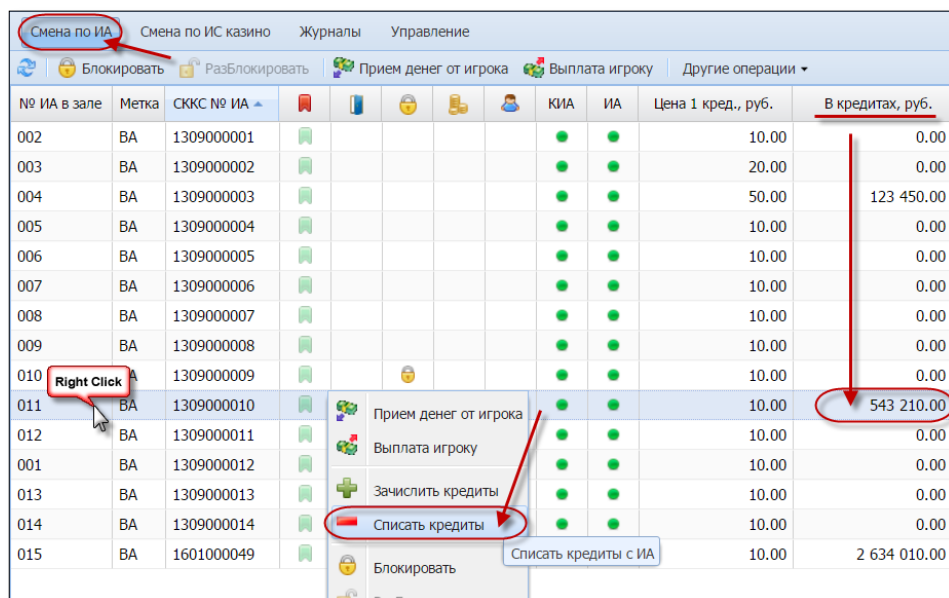 Смена по ИА Смена по ИС казино Журналы Управление
Блокировать РазБлокировать Прием денег от игрока Выплата игроку Другие операции
№ ИА в зале Метка СККС № ИА КИА ИА Цена 1 кред., руб. В кредитах, руб.
002 ВА 1309000001 10.00 0.00
003 ВА 1309000002 20.00 0.00
004 ВА 1309000003 50.00 123 450.00
005 ВА 1309000004 10.00 0.00
006 ВА 1309000005 10.00 0.00
007 ВА 1309000006 10.00 0.00
008 ВА 1309000007 10.00 0.00
009 ВА 1309000008 10.00 0.00
010 1309000009 10.00 0.00
Right Click
011 ВА 1309000010 10.00 543 210.00
Прием денег от игрока
012 ВА 1309000011 10.00 0.00
Выплата игроку
001 ВА 1309000012 10.00 0.00
013 ВА 1309000013 10.00 0.00
Зачислить кредиты
014 ВА 1309000014 10.00 0.00
Списать кредиты
Списать кредиты с ИА
015 ВА 1601000049 10.00 2 634 010.00
Блокировать